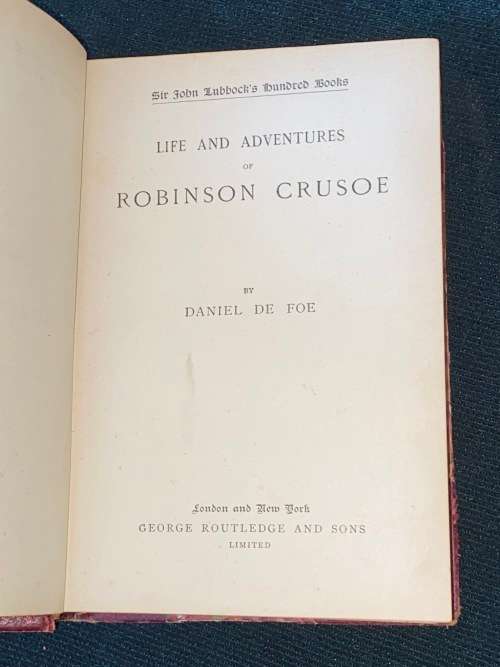 Sir John Lubbock's Hundred Books
LIFE AND ADVENTURES
OF
ROBINSON CRUSOE
BY
DANIEL DE FOE
London and New York
GEORGE ROUTLEDGE AND SONS
LIMITED